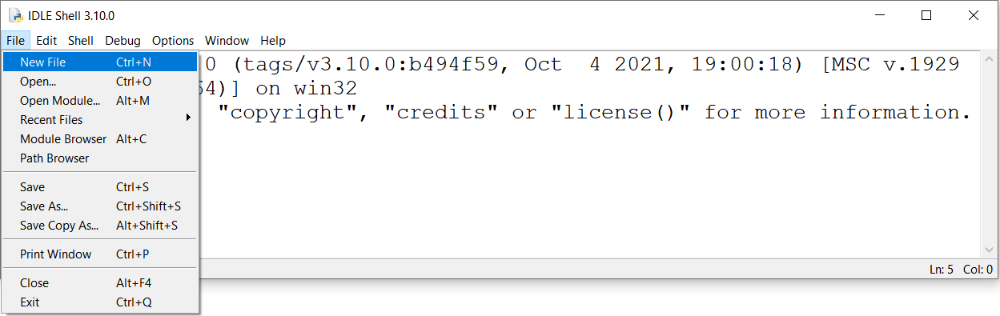 IDLE Shell 3.10.0
File Edit Shell Debug Options Window Help
New File Ctrl+N
Open... Ctrl+O
Open Module... Alt+M
Recent Files
Module Browser Alt+C
Path Browser
Save Ctrl+S
Save As... Ctrl+Shift+S
Save Copy As... Alt+Shift+S
Print Window Ctrl+P
Close Alt+F4
Exit Ctrl+Q
0 (tags/v3.10.0:b494f59, Oct  4 2021, 19:00:18) [MSC v.1929
64)] on win32
"copyright", "credits" or "license()" for more information.
Ln: 5 Col: 0